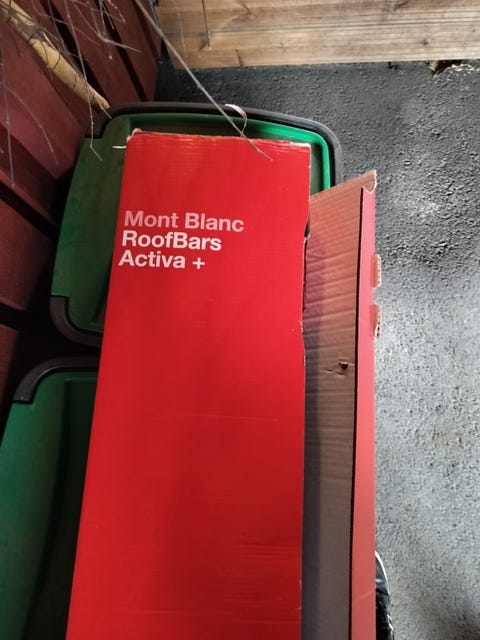 Mont Blanc
RoofBars
Activa +